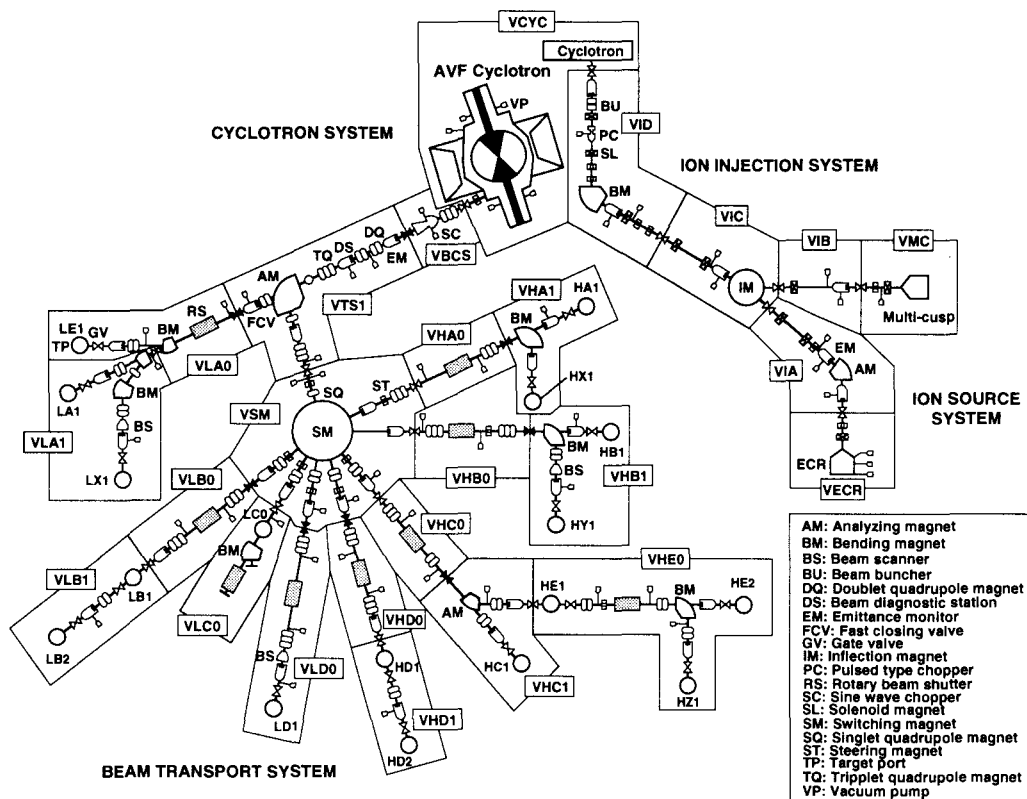 VCYC
Cyclotron
AVF Cyclotron
VP
BU
PC
SL
VID
CYCLOTRON SYSTEM
ION INJECTION SYSTEM
BM
ViC
VIB
VMC
IM
Multi-cusp
SC
DQ
DS
EM
TQ
VBCS
AM
RS
FCV
VTS1
VHA1
HA1
LE1
GV
TP
BM
BM
VHA0
VLA0
EM
VIA
AM
ION SOURCE
SYSTEM
LA1
BM
SQ
ST
HX1
VSM
SM
BS
VLA1
BM
HB1
BS
VHB1
ECR
VECR
LX1
VLB0
VHB0
HY1
LC0
VHC0
BM
VLB1
LB1
VHE0
HE1
BM
HE2
AM
VLC0
VHD0
LB2
BS
VLD0
HD1
HC1
VHC1
HZ1
LD1
VHD1
HD2
BEAM TRANSPORT SYSTEM
AM: Analyzing magnet
BM: Bending magnet
BS: Beam scanner
BU: Beam buncher
DQ: Doublet quadrupole magnet
DS: Beam diagnostic station
EM: Emittance monitor
FCV: Fast closing valve
GV: Gate valve
IM: Inflection magnet
PC: Pulsed type chopper
RS: Rotary beam shutter
SC: Sine wave chopper
SL: Solenoid magnet
SM: Switching magnet
SQ: Singlet quadrupole magnet
ST: Steering magnet
TP: Target port
TQ: Tripplet quadrupole magnet
VP: Vacuum pump